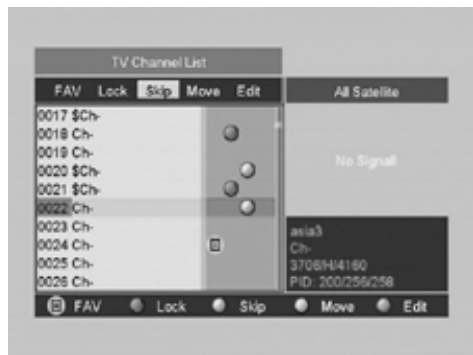 TV Channel List
FAV Lock Skip Move Edit
All Satellite
0017 $Ch-
0018 Ch-
0019 Ch-
0020 $Ch-
0021 $Ch-
0022 Ch-
0023 Ch-
0024 Ch-
0025 Ch-
0026 Ch-
No Signal!
asia3
Ch-
3706/H/4160
PID: 200/256/258
FAV Lock Skip Move Edit